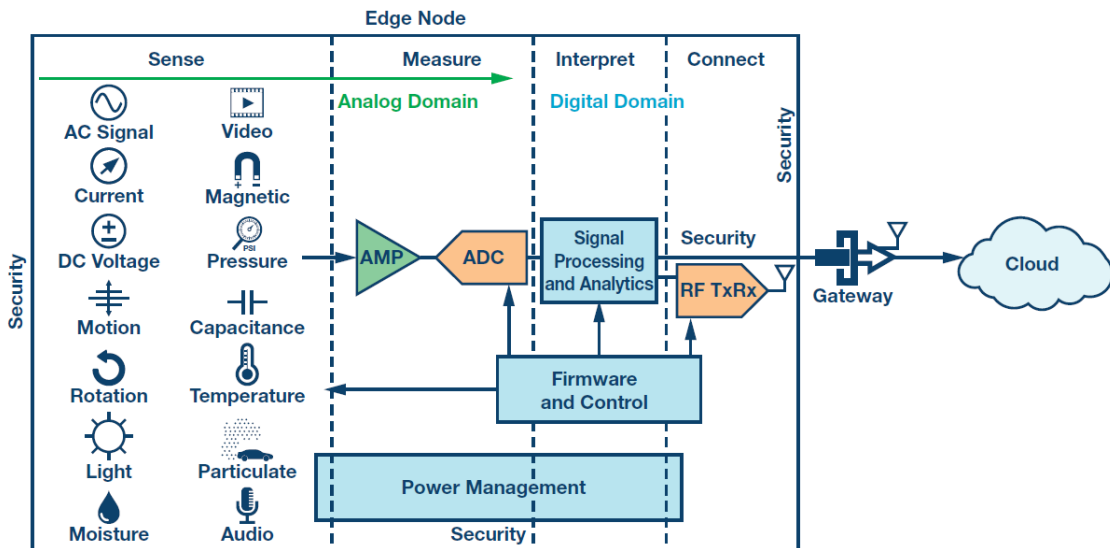 Edge Node
Sense
Measure
Interpret
Connect
Analog Domain
Digital Domain
AC Signal
Video
Current
+ -
Magnetic
+ -
DC Voltage
PSI
Pressure
Motion
Capacitance
Rotation
Temperature
Light
Particulate
Moisture
Audio
Security
AMP
ADC
Signal
Processing
and Analytics
Security
RF TxRx
Security
Gateway
Cloud
Firmware
and Control
Power Management
Security